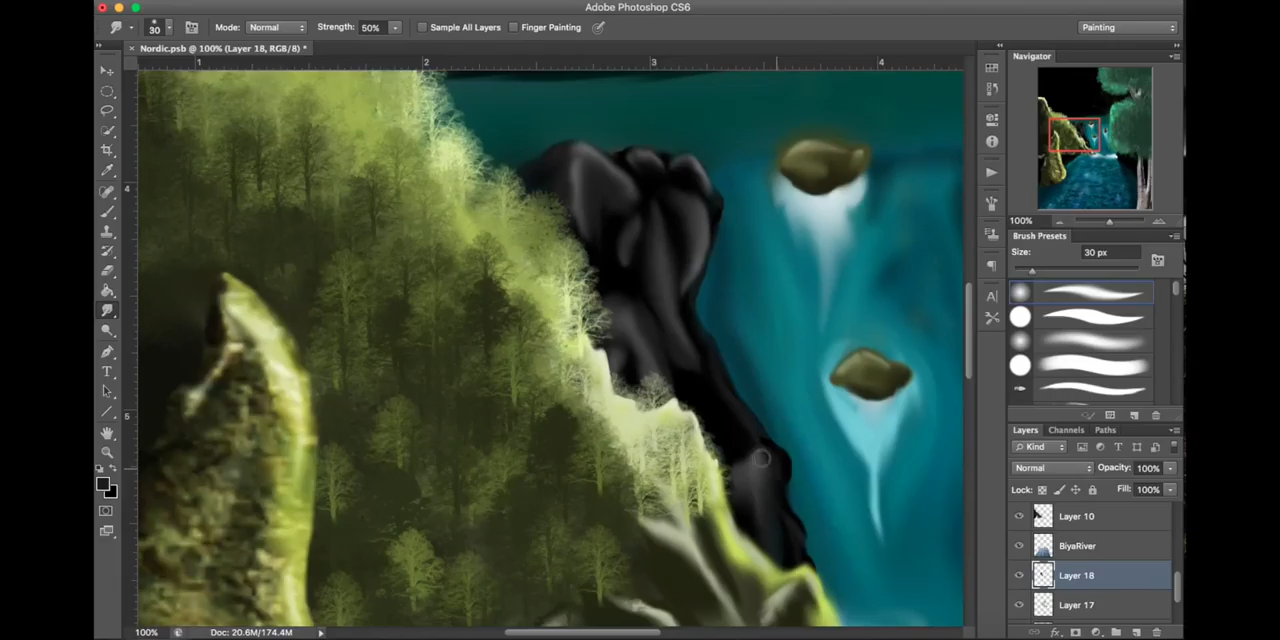 Adobe Photoshop CS6
30 Mode: Normal Strength: 50% Sample All Layers Finger Painting Painting
Nordic.psb @ 100% (Layer 18, RGB/8) *
1 2 3 4
4
5
Navigator
100%
Brush Presets
Size: 30 px
Layers Channels Paths
Kind
Normal Opacity: 100%
Lock: Fill: 100%
Layer 10
BiyaRiver
Layer 18
Layer 17
100% Doc: 20.6M/174.4M